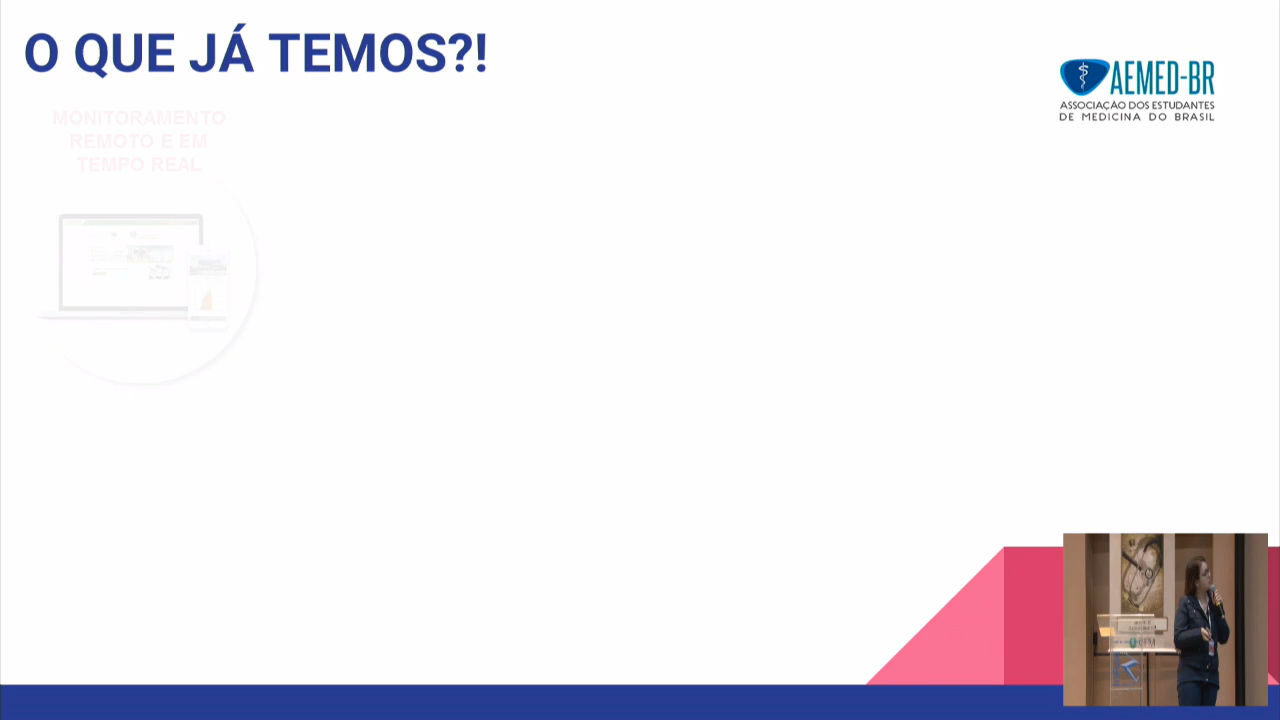 O QUE JÁ TEMOS?!
AEMED-BR
ASSOCIAÇÃO DOS ESTUDANTES
DE MEDICINA DO BRASIL
MONITORAMENTO
REMOTO E EM
TEMPO REAL